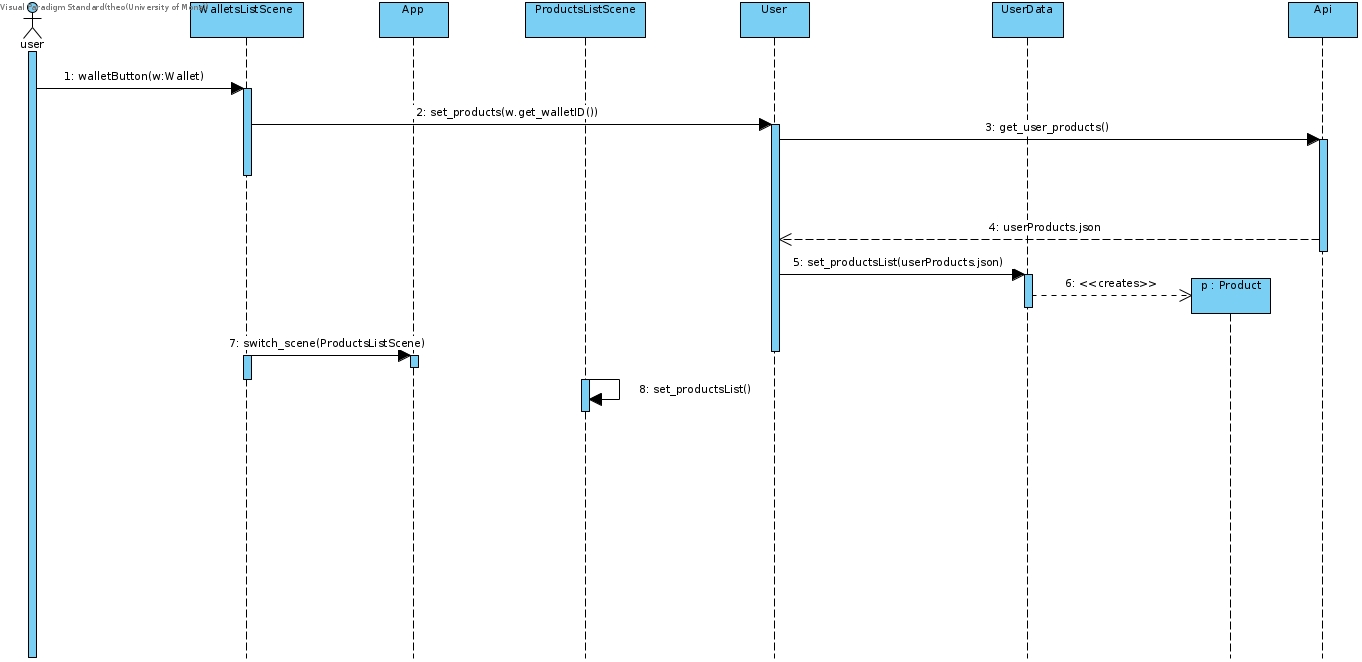 Visual Paradigm Standard(theo(University of
WalletsListScene
App
ProductsListScene
User
UserData
Api
user
1: walletButton(w:Wallet)
2: set_products(w.get_walletID())
3: get_user_products()
4: userProducts.json
5: set_productsList(userProducts.json)
6: <<creates>>
p : Product
7: switch_scene(ProductsListScene)
8: set_productsList()